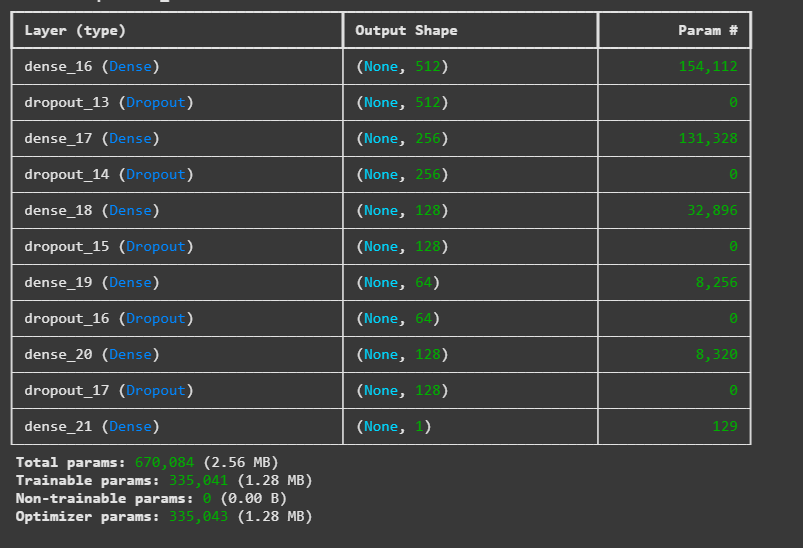 Layer (type) Output Shape Param #
dense_16 (Dense) (None, 512) 154,112
dropout_13 (Dropout) (None, 512) 0
dense_17 (Dense) (None, 256) 131,328
dropout_14 (Dropout) (None, 256) 0
dense_18 (Dense) (None, 128) 32,896
dropout_15 (Dropout) (None, 128) 0
dense_19 (Dense) (None, 64) 8,256
dropout_16 (Dropout) (None, 64) 0
dense_20 (Dense) (None, 128) 8,320
dropout_17 (Dropout) (None, 128) 0
dense_21 (Dense) (None, 1) 129
Total params: 670,084 (2.56 MB)
Trainable params: 335,041 (1.28 MB)
Non-trainable params: 0 (0.00 B)
Optimizer params: 335,043 (1.28 MB)